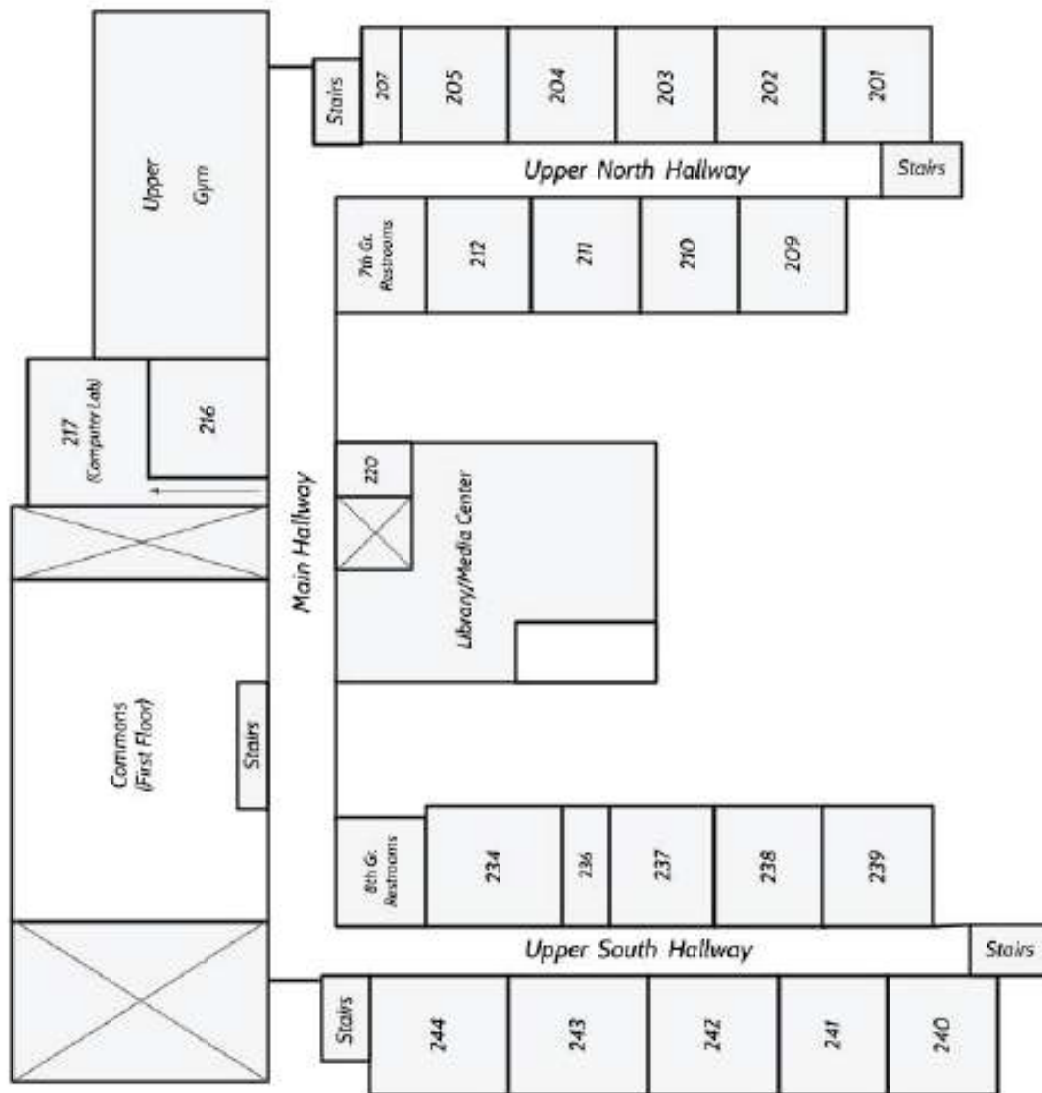 Stairs
207
205
204
203
202
201
Upper North Hallway
Stairs
7th Gr.
Restrooms
212
211
210
209
Upper
Gym
217
(Computer Lab)
216
Main Hallway
220
Library/Media Center
Commons
(First Floor)
Stairs
8th Gr.
Restrooms
234
236
237
238
239
Upper South Hallway
Stairs
Stairs
244
243
242
241
240